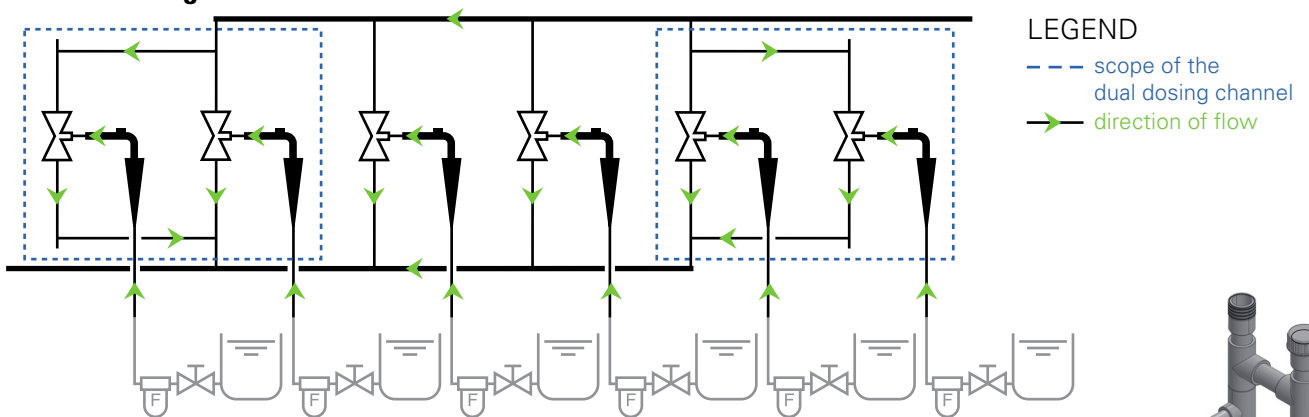 LEGEND
scope of the
dual dosing channel
direction of flow
F F F F F F